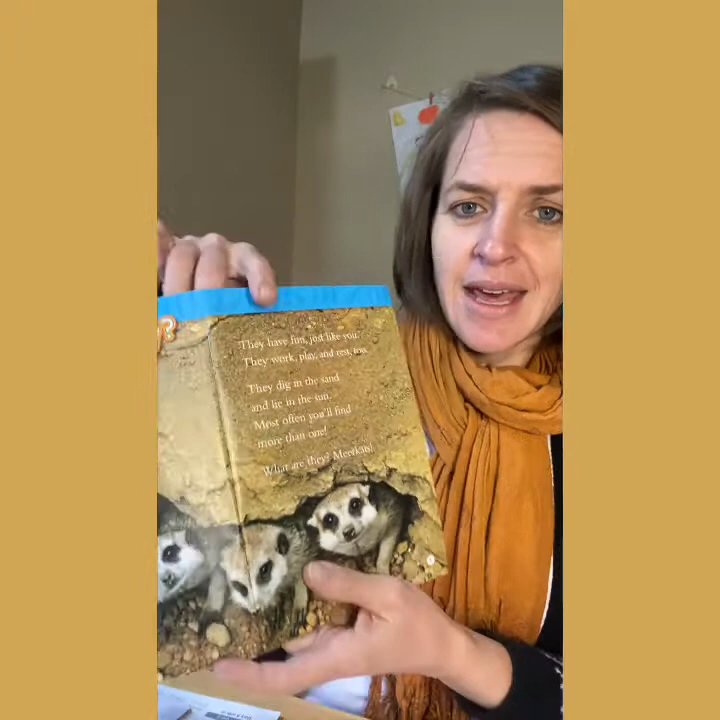 They have fun, just like you.
They work, play, and rest, too.
They dig in the sand
and lie in the sun.
Most often you'll find
more than one!
What are they? Meerkats!